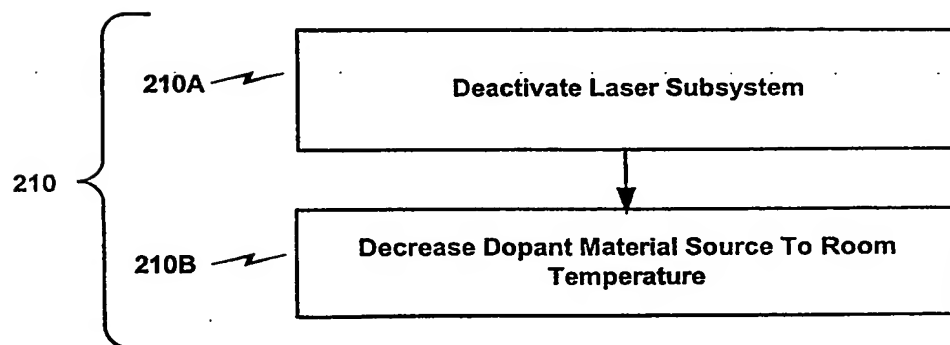 210A
Deactivate Laser Subsystem
210
210B
Decrease Dopant Material Source To Room
Temperature